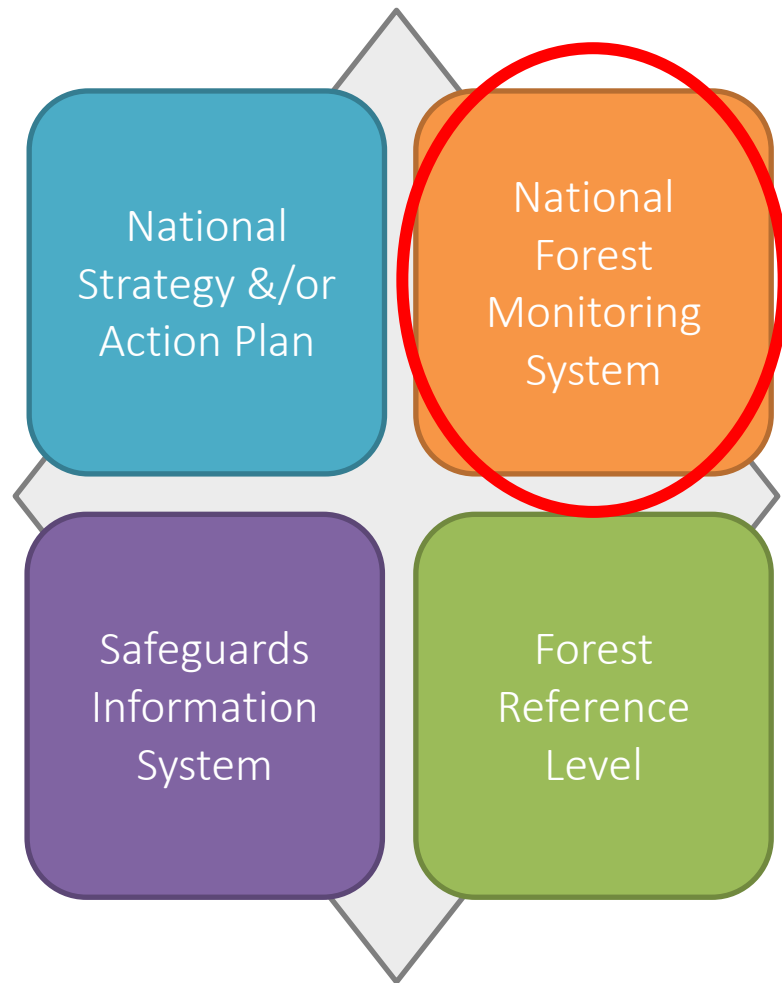 National
Strategy &/or
Action Plan
National
Forest
Monitoring
System
Safeguards
Information
System
Forest
Reference
Level